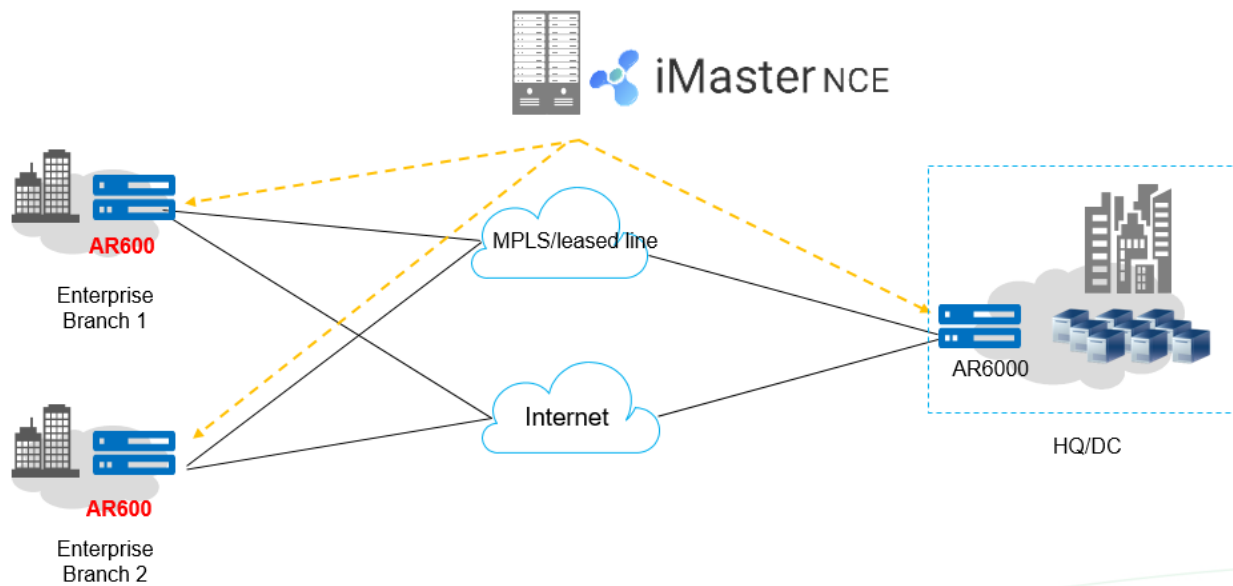 iMaster NCE
AR600
Enterprise
Branch 1
MPLS/leased line
AR6000
Internet
HQ/DC
AR600
Enterprise
Branch 2